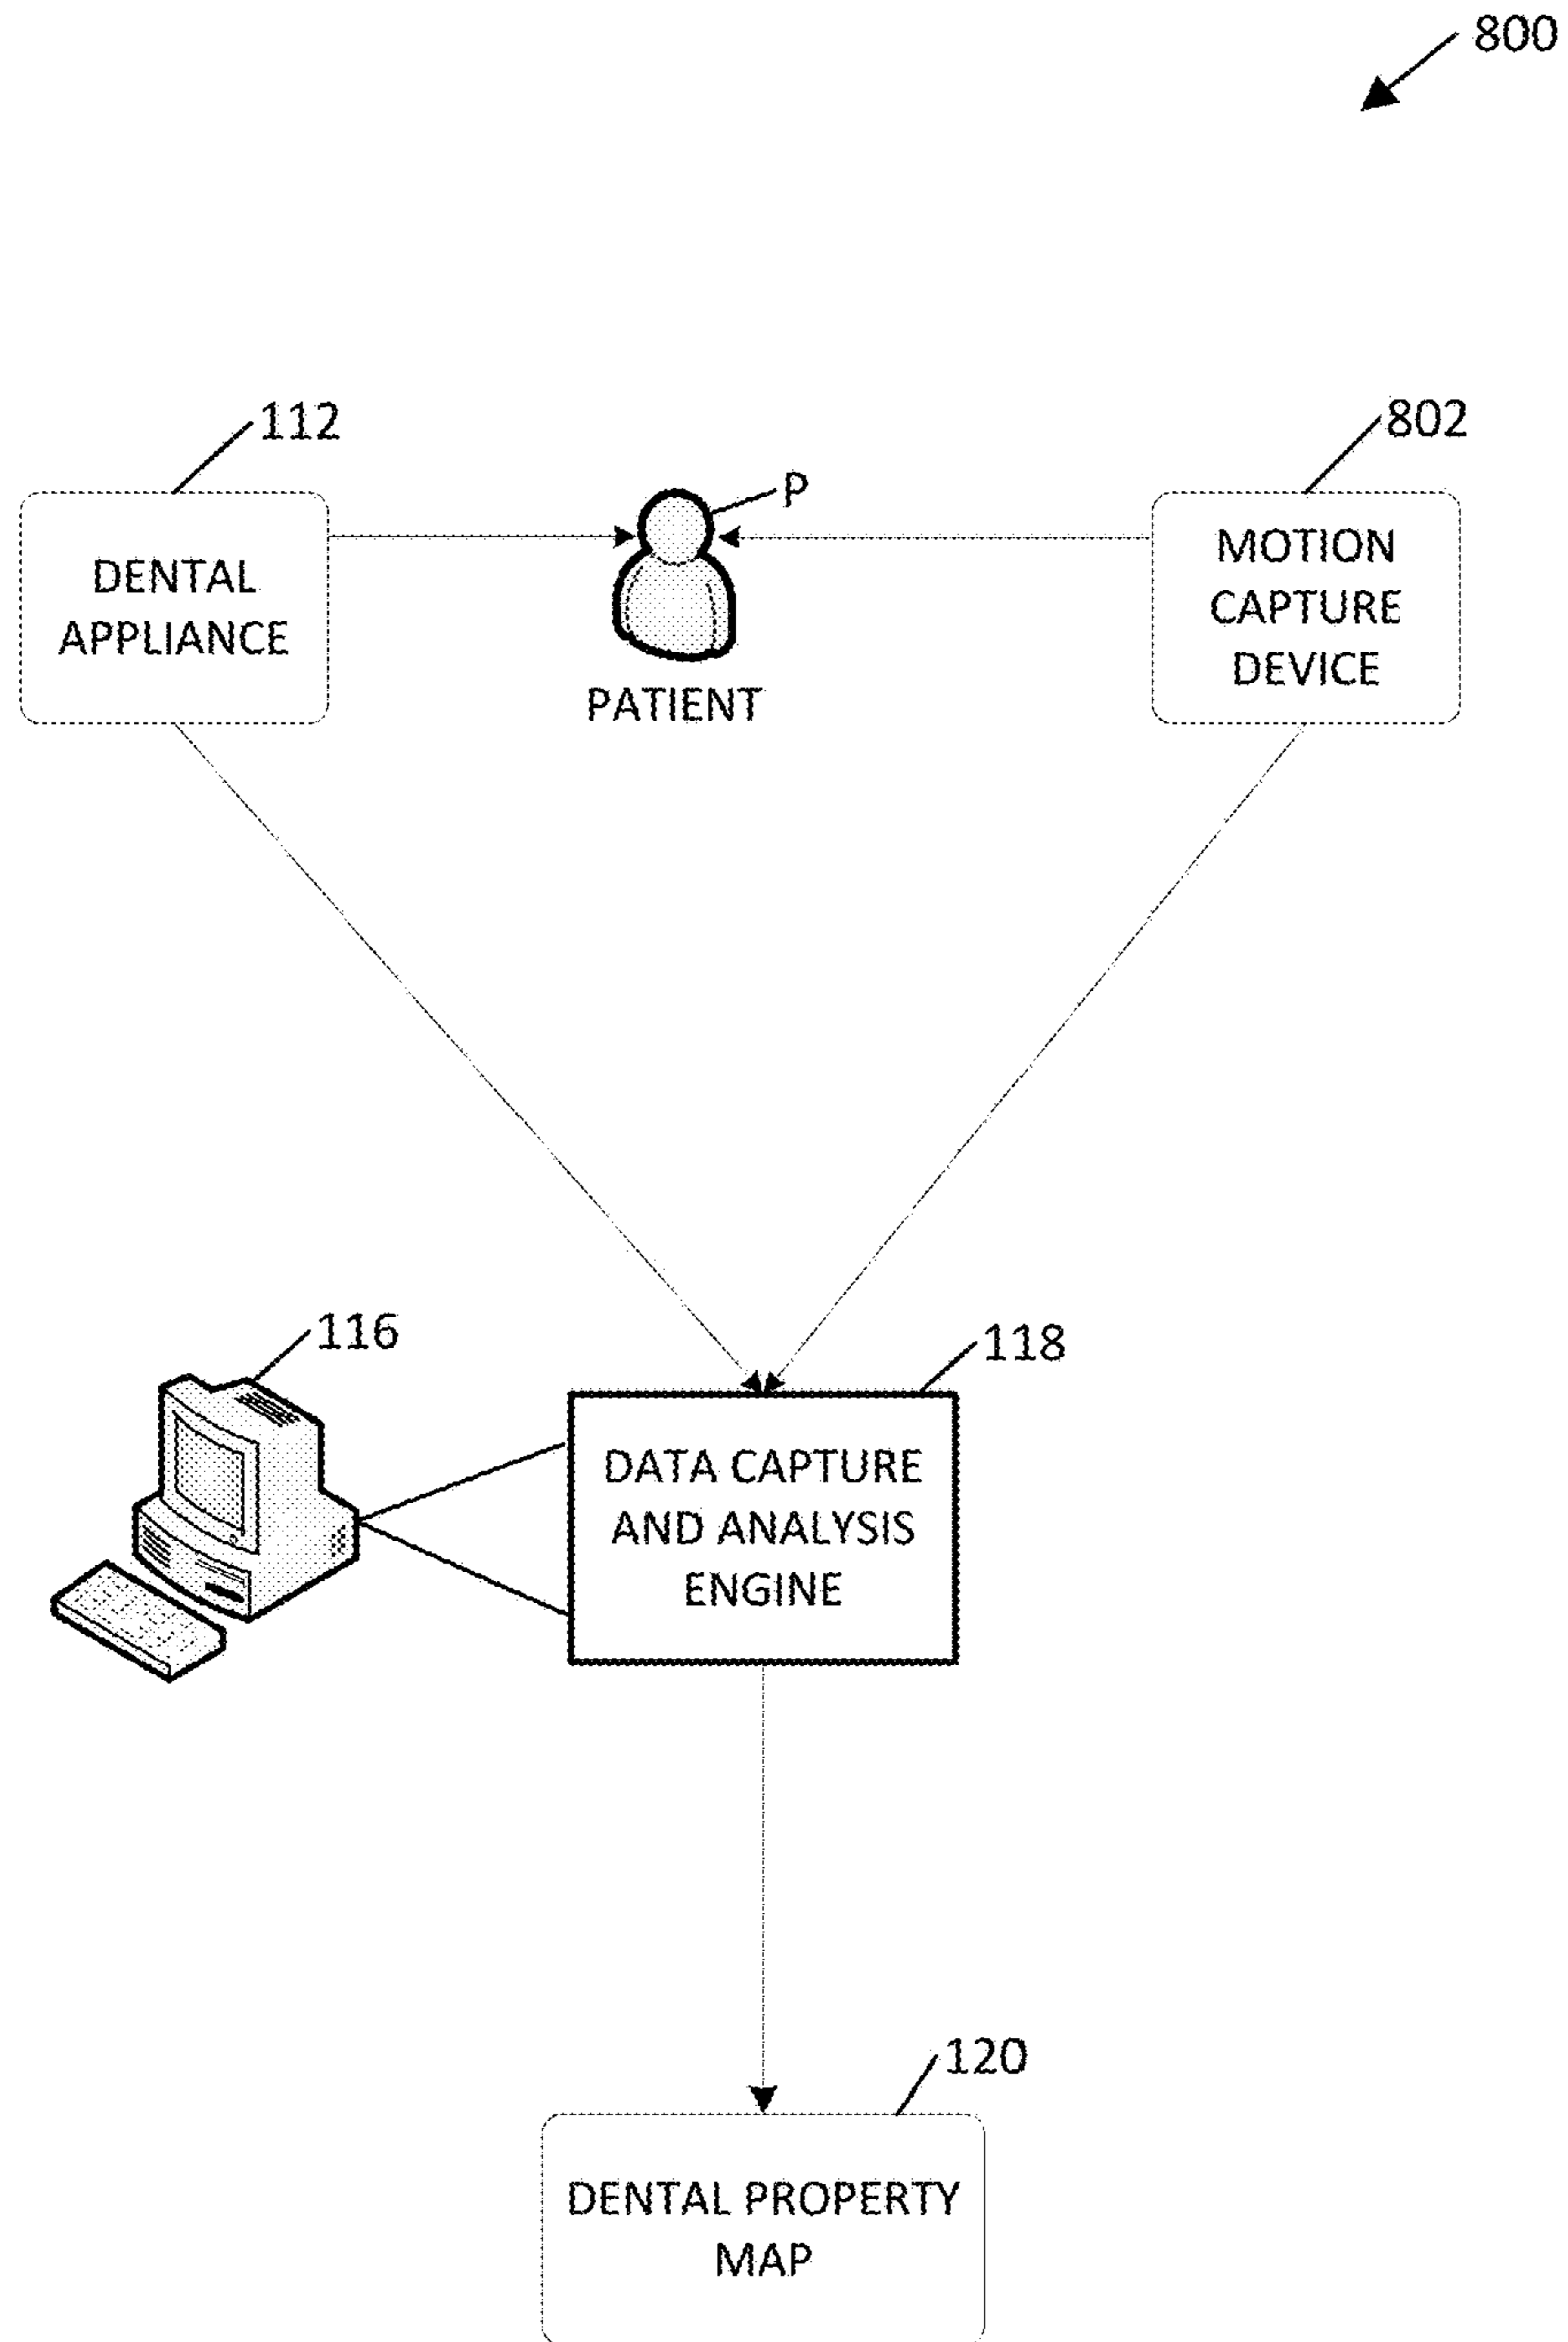 800
112
802
P
DENTAL
APPLIANCE
MOTION
CAPTURE
DEVICE
PATIENT
116
118
DATA CAPTURE
AND ANALYSIS
ENGINE
120
DENTAL PROPERTY
MAP